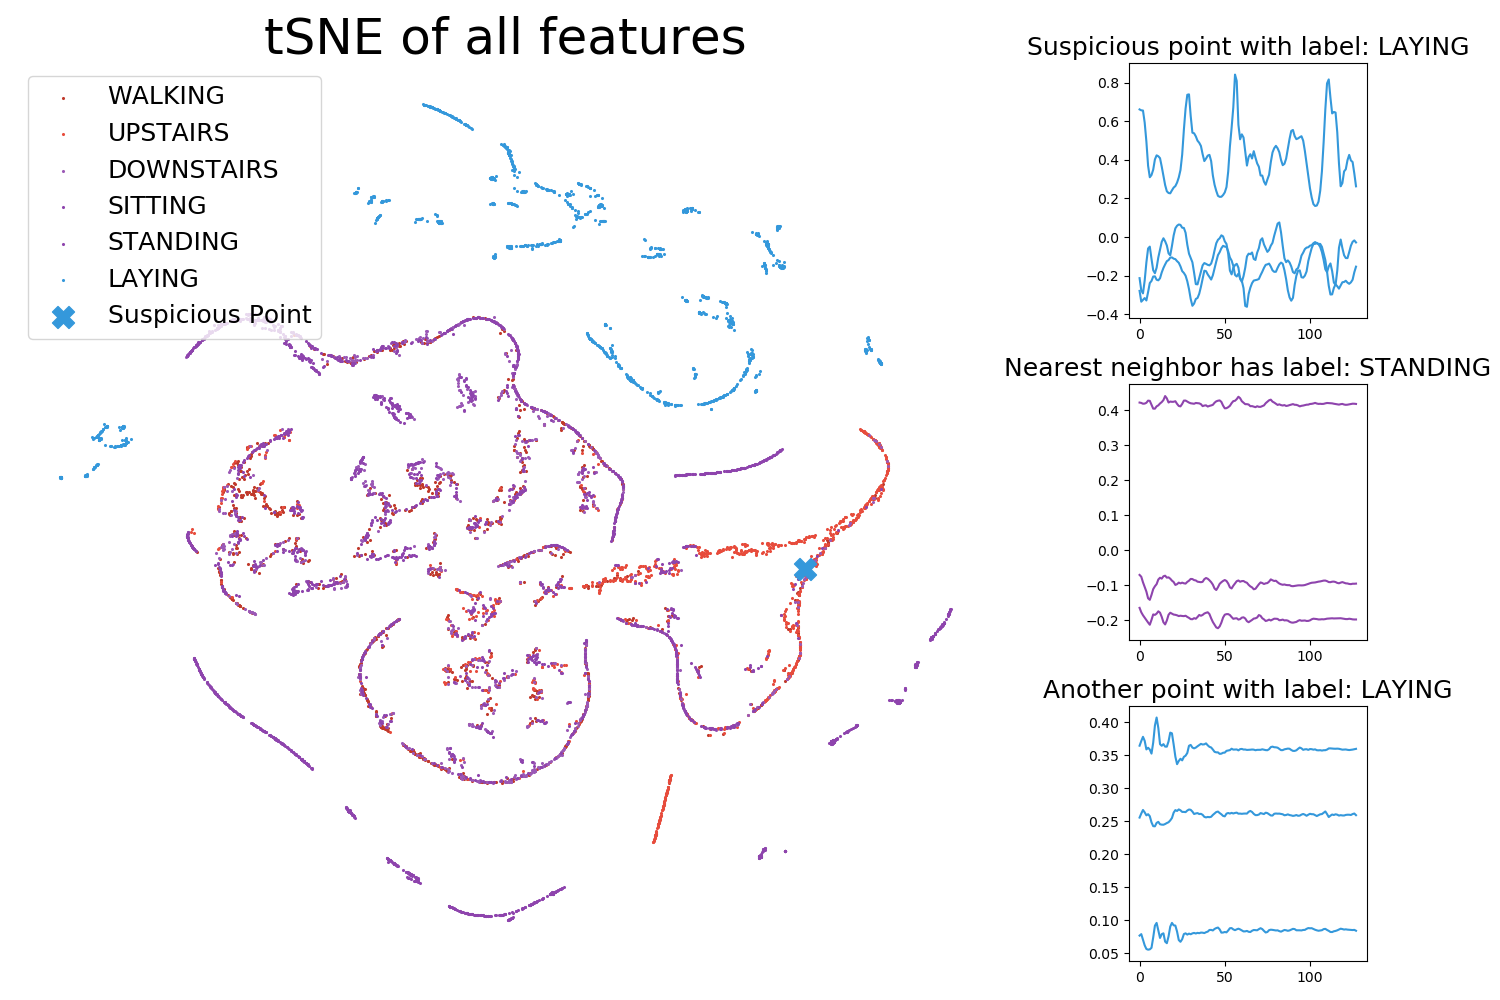 tSNE of all features
WALKING
UPSTAIRS
DOWNSTAIRS
SITTING
STANDING
LAYING
Suspicious Point
Suspicious point with label: LAYING
0.8
0.6
0.4
0.2
0.0
−0.2
−0.4
0 50 100
Nearest neighbor has label: STANDING
0.4
0.3
0.2
0.1
0.0
−0.1
−0.2
0 50 100
Another point with label: LAYING
0.40
0.35
0.30
0.25
0.20
0.15
0.10
0.05
0 50 100